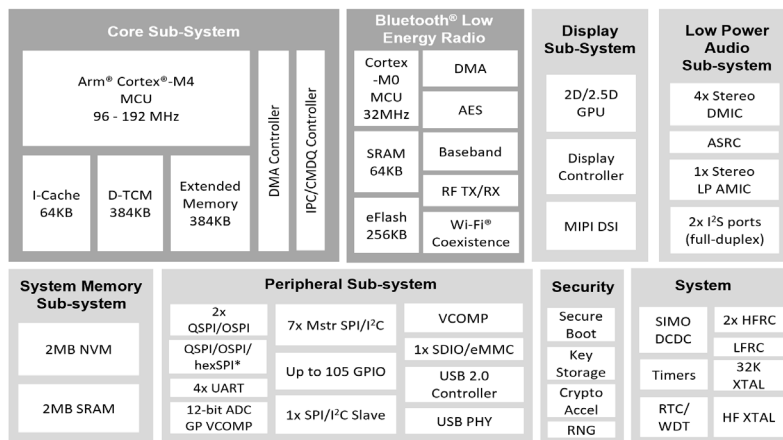 Core Sub-System
Arm® Cortex®-M4
MCU
96 - 192 MHz
I-Cache
64KB
D-TCM
384KB
Extended
Memory
384KB
DMA Controller
IPC/CMDQ Controller
Bluetooth® Low
Energy Radio
Cortex
-M0
MCU
32MHz
SRAM
64KB
eFlash
256KB
DMA
AES
Baseband
RF TX/RX
Wi-Fi®
Coexistence
Display
Sub-System
2D/2.5D
GPU
Display
Controller
MIPI DSI
Low Power
Audio
Sub-system
4x Stereo
DMIC
ASRC
1x Stereo
LP AMIC
2x I²S ports
(full-duplex)
System Memory
Sub-system
2MB NVM
2MB SRAM
Peripheral Sub-system
2x
QSPI/OSPI
QSPI/OSPI/
hexSPI*
4x UART
12-bit ADC
GP VCOMP
7x Mstr SPI/I²C
Up to 105 GPIO
1x SPI/I²C Slave
VCOMP
1x SDIO/eMMC
USB 2.0
Controller
USB PHY
Security
Secure
Boot
Key
Storage
Crypto
Accel
RNG
System
SIMO
DCDC
Timers
RTC/
WDT
2x HFRC
LFRC
32K
XTAL
HF XTAL